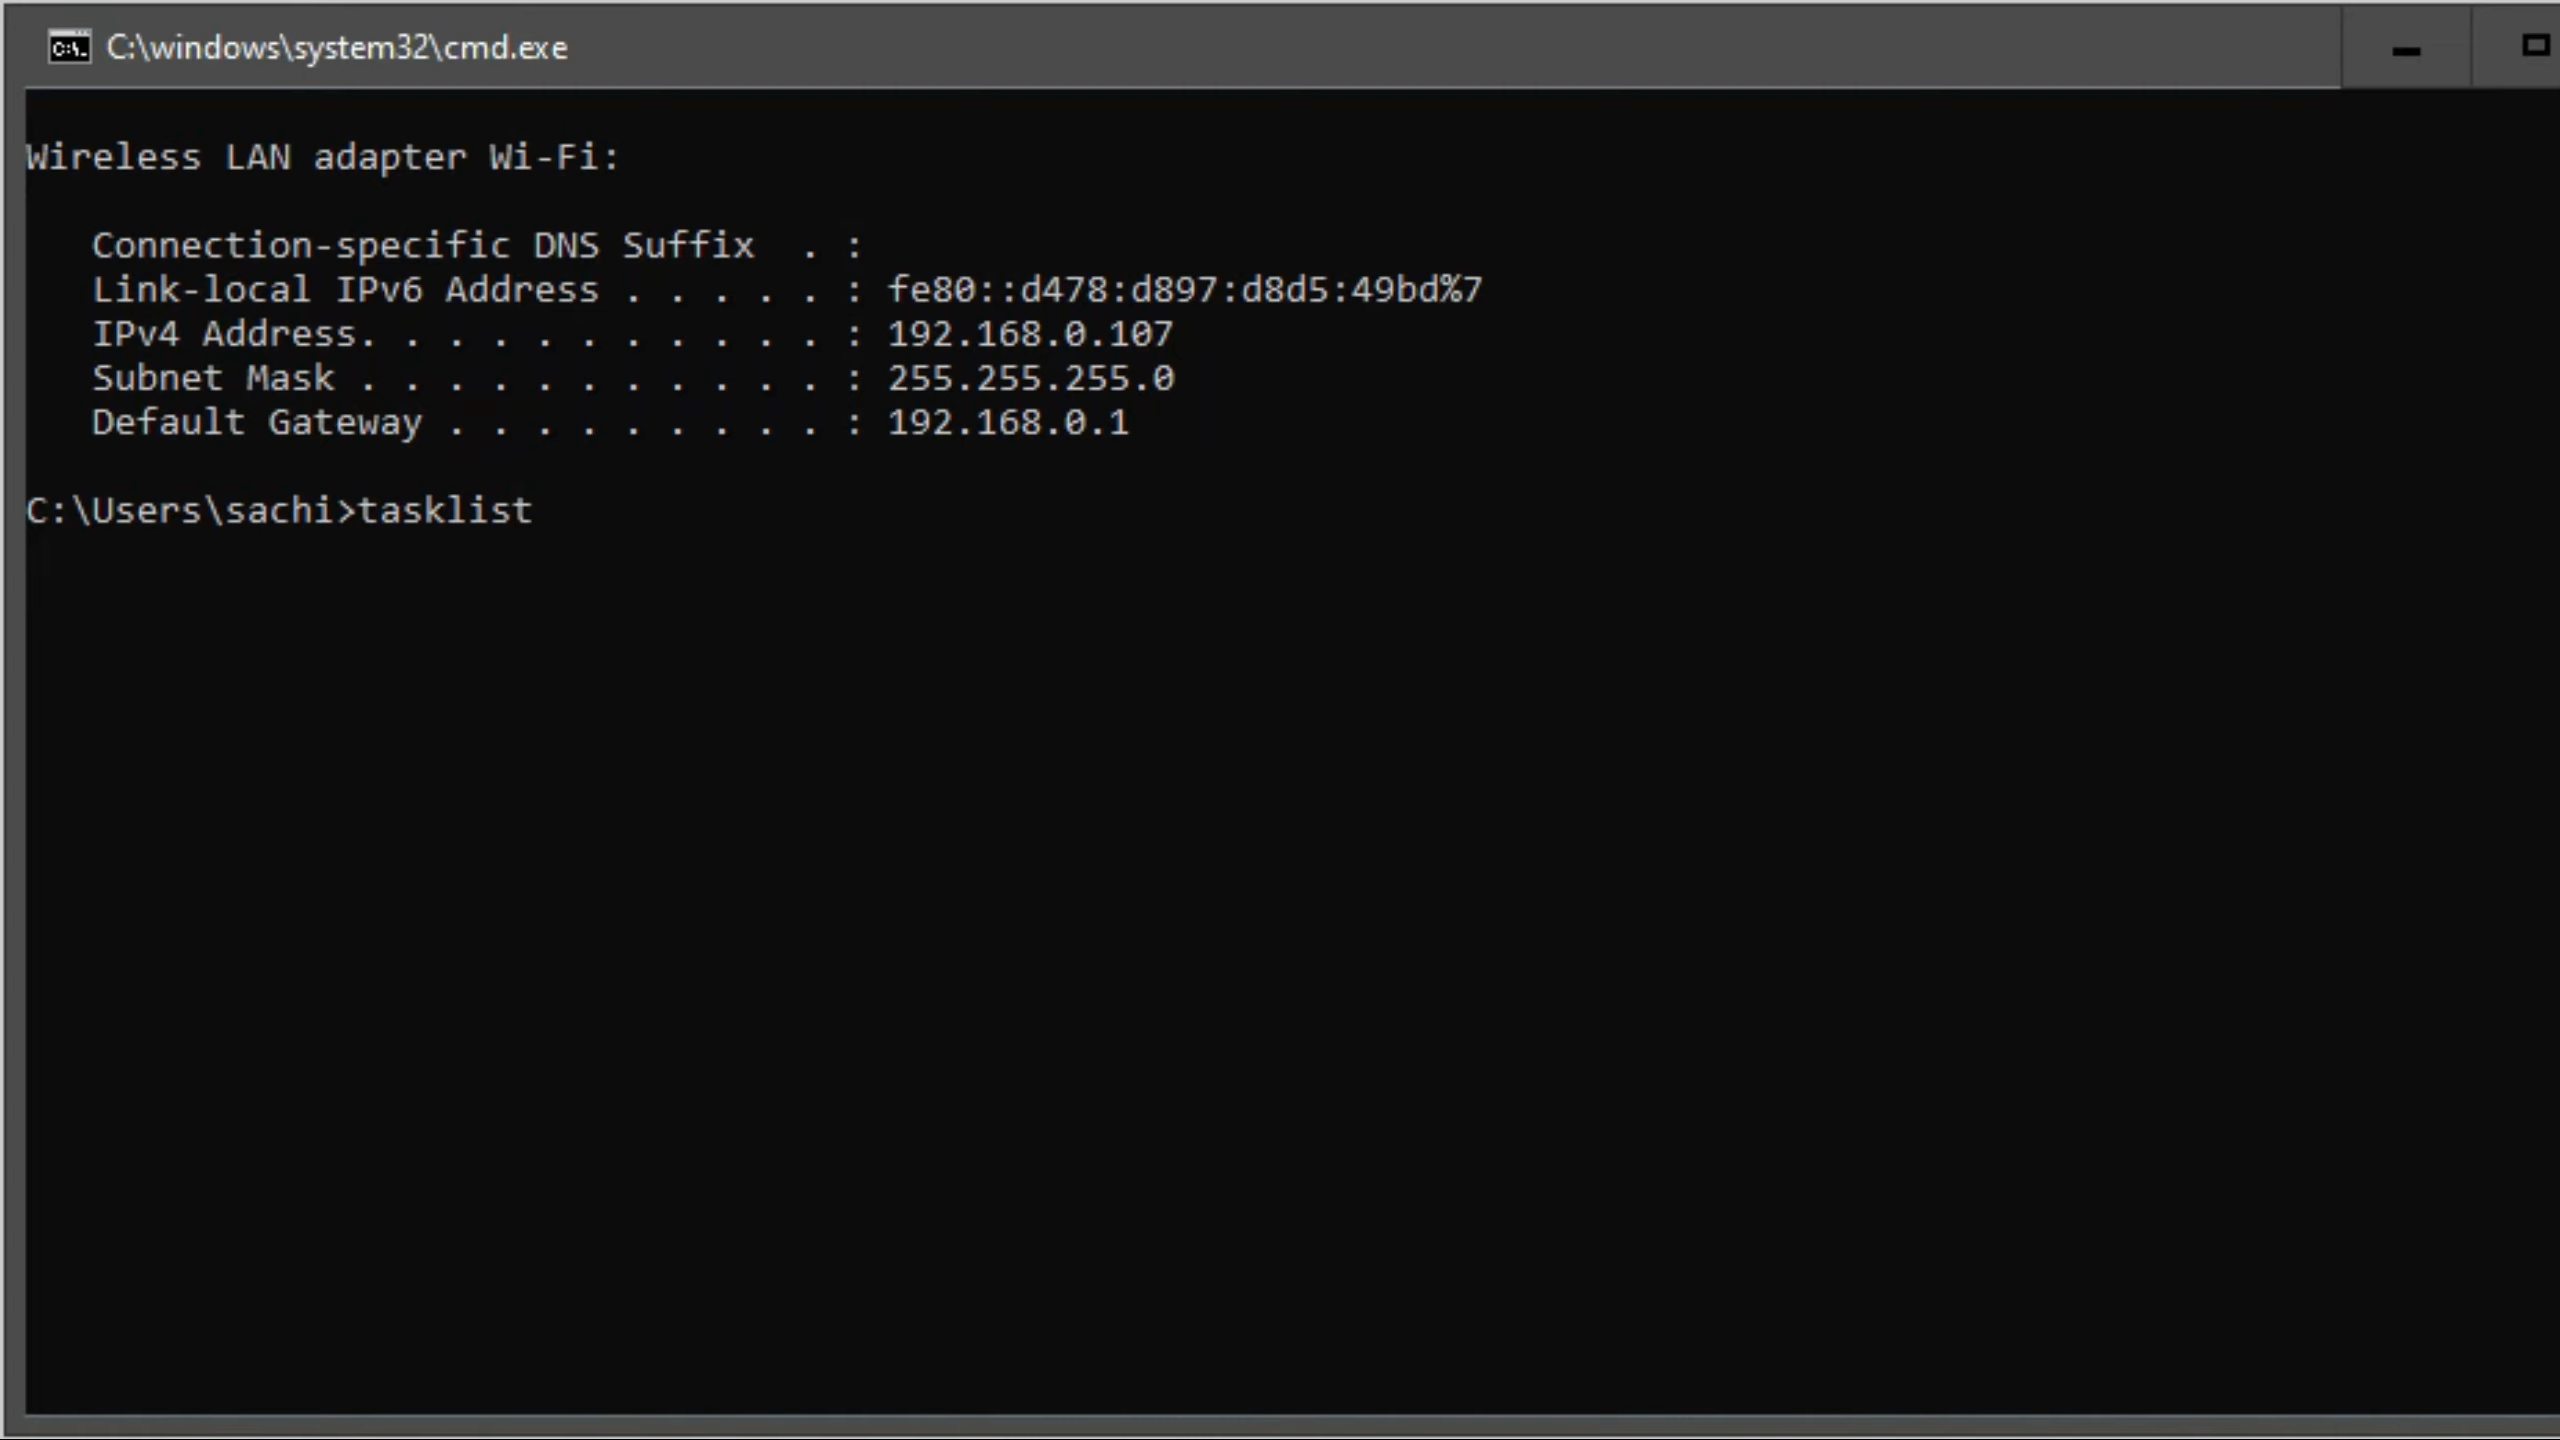 C:\windows\system32\cmd.exe
Wireless LAN adapter Wi-Fi:
Connection-specific DNS Suffix  . :
Link-local IPv6 Address . . . . . : fe80::d478:d897:d8d5:49bd%7
IPv4 Address. . . . . . . . . . . : 192.168.0.107
Subnet Mask . . . . . . . . . . . : 255.255.255.0
Default Gateway . . . . . . . . . : 192.168.0.1
C:\Users\sachi>tasklist